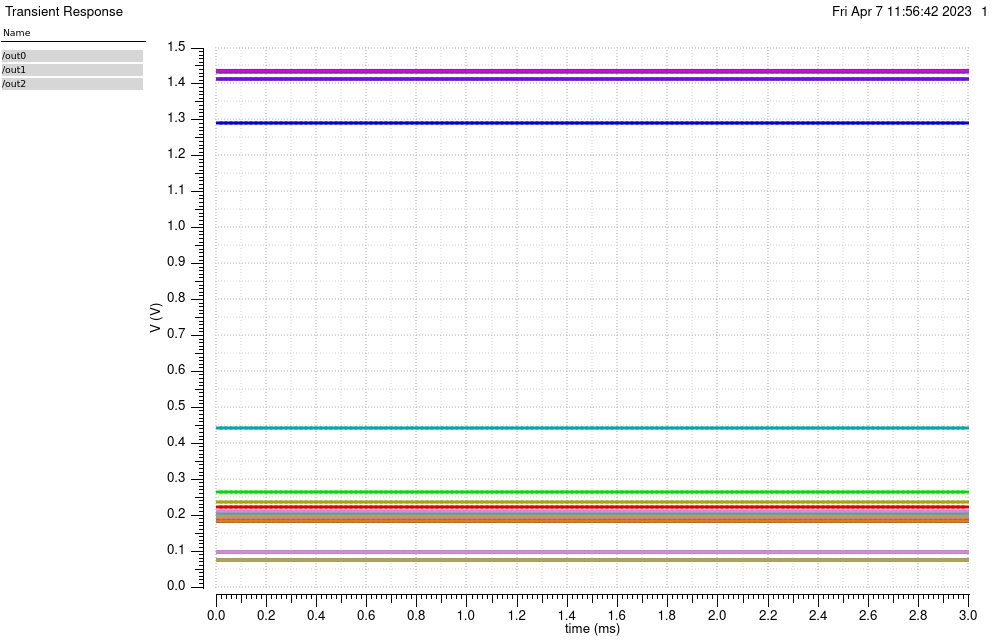 Transient Response
Fri Apr 7 11:56:42 2023 1
Name
/out0
/out1
/out2
1.5
1.4
1.3
1.2
1.1
1.0
0.9
0.8
0.7
0.6
0.5
0.4
0.3
0.2
0.1
0.0
V (V)
0.0 0.2 0.4 0.6 0.8 1.0 1.2 1.4 1.6 1.8 2.0 2.2 2.4 2.6 2.8 3.0
time (ms)